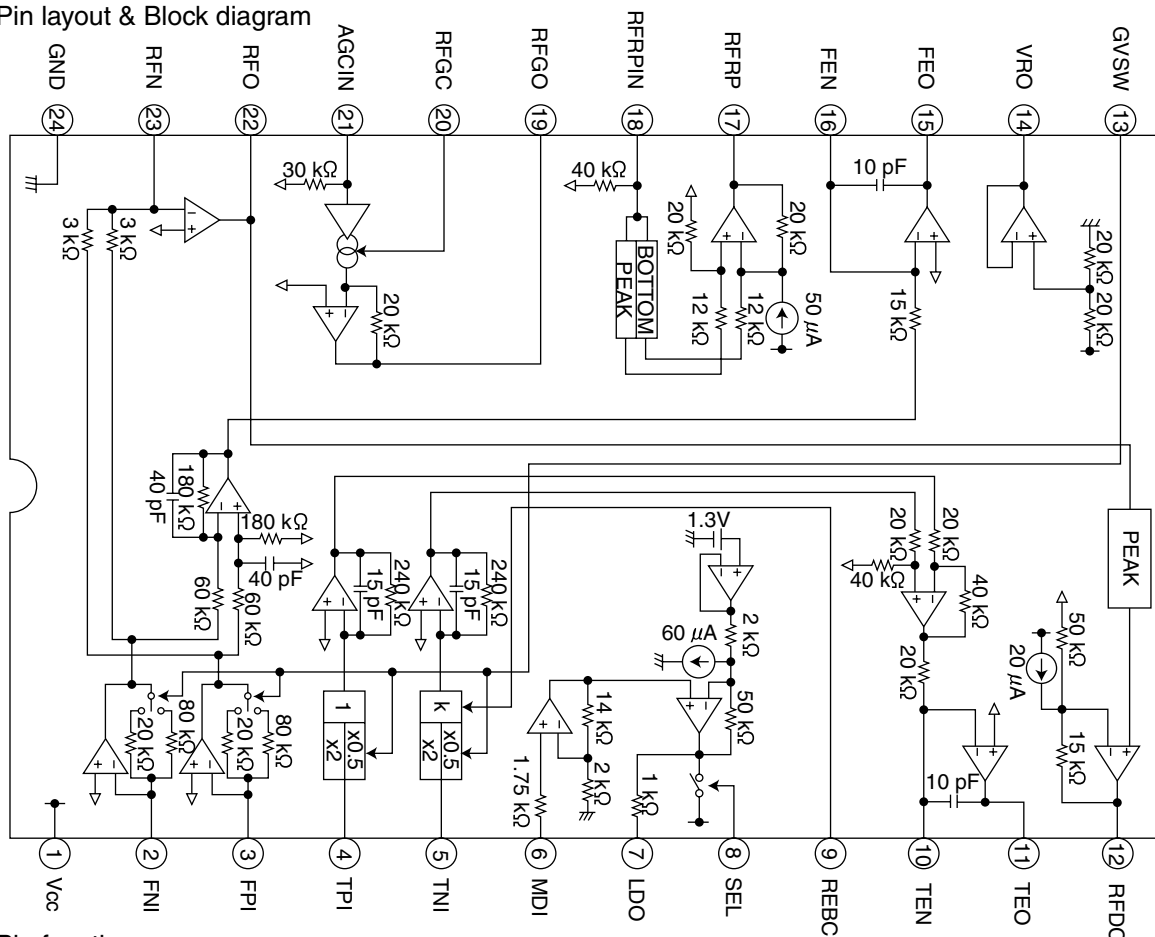 Pin layout & Block diagram
GND
RFN
RFO
AGCIN
RFGC
RFGO
RFRPIN
RFRP
FEN
FEO
VRO
GVSW
24
23
22
21
20
19
18
17
16
15
14
13
3 kΩ
3 kΩ
30 kΩ
20 kΩ
40 kΩ
BOTTOM
PEAK
20 kΩ
20 kΩ
12 kΩ
12 kΩ
50 µA
10 pF
15 kΩ
20 kΩ
20 kΩ
180 kΩ
40 pF
180 kΩ
40 pF
60 kΩ
60 kΩ
15 pF
240 kΩ
15 pF
240 kΩ
1.3V
2 kΩ
60 µA
50 kΩ
20 kΩ
20 kΩ
40 kΩ
40 kΩ
20 kΩ
PEAK
50 kΩ
20 µA
15 kΩ
10 pF
20 kΩ
80 kΩ
20 kΩ
80 kΩ
1
x2
x0.5
k
x2
x0.5
14 kΩ
2 kΩ
1.75 kΩ
1 kΩ
1
2
3
4
5
6
7
8
9
10
11
12
Vcc
FNI
FPI
TPI
TNI
MDI
LDO
SEL
REBC
TEN
TEO